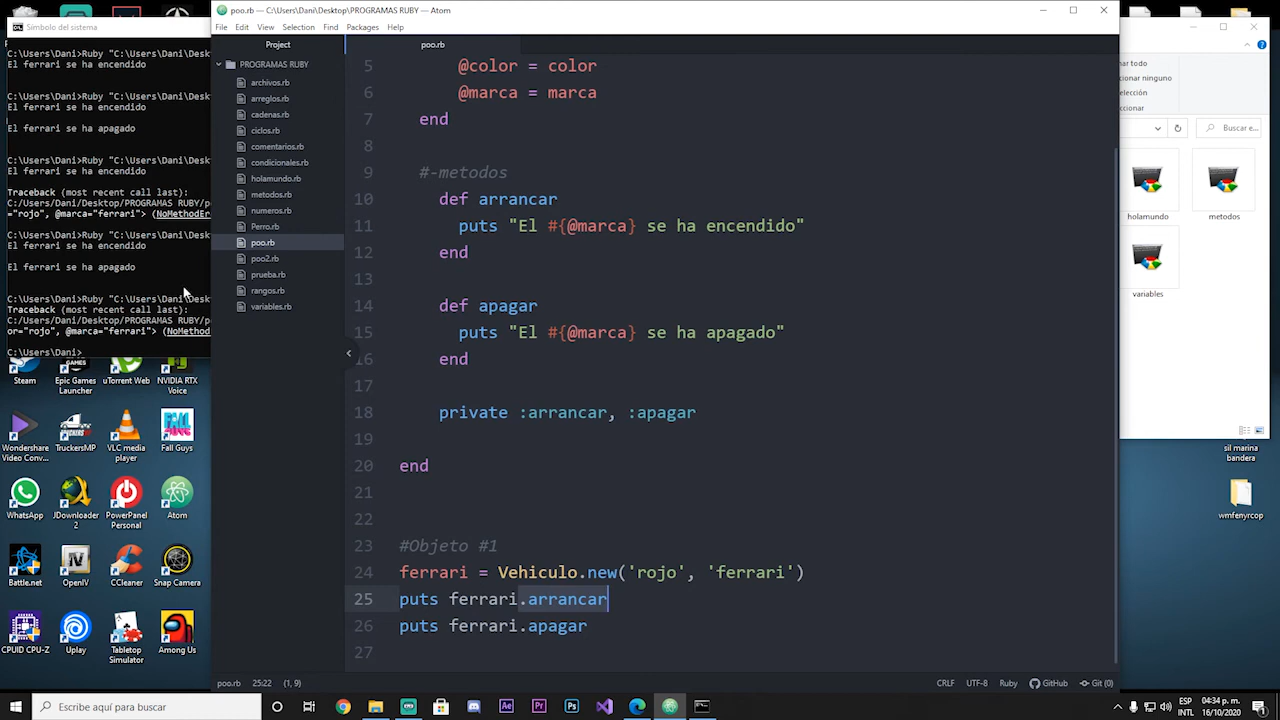 poo.rb — C:\Users\Dani\Desktop\PROGRAMAS RUBY — Atom
File Edit View Selection Find Packages Help
Símbolo del sistema
C:\Users\Dani>Ruby "C:\Users\Dani\Desk
El ferrari se ha encendido
C:\Users\Dani>Ruby "C:\Users\Dani\Desk
El ferrari se ha encendido
El ferrari se ha apagado
C:\Users\Dani>Ruby "C:\Users\Dani\Desk
El ferrari se ha encendido
Traceback (most recent call last):
C:/Users/Dani/Desktop/PROGRAMAS RUBY/p
="rojo", @marca="ferrari"> (NoMethodEr
C:\Users\Dani>Ruby "C:\Users\Dani\Desk
El ferrari se ha encendido
El ferrari se ha apagado
C:\Users\Dani>Ruby "C:\Users\Dani\Desk
Traceback (most recent call last):
C:/Users/Dani/Desktop/PROGRAMAS RUBY/p
or="rojo", @marca="ferrari"> (NoMethod
C:\Users\Dani>
Project
PROGRAMAS RUBY
archivos.rb
arreglos.rb
cadenas.rb
ciclos.rb
comentarios.rb
condicionales.rb
holamundo.rb
metodos.rb
numeros.rb
Perro.rb
poo.rb
poo2.rb
prueba.rb
rangos.rb
variables.rb
poo.rb
5 @color = color
6 @marca = marca
7 end
8
9 #-metodos
10 def arrancar
11 puts "El #{@marca} se ha encendido"
12 end
13
14 def apagar
15 puts "El #{@marca} se ha apagado"
16 end
17
18 private :arrancar, :apagar
19
20 end
21
22
23 #Objeto #1
24 ferrari = Vehiculo.new('rojo', 'ferrari')
25 puts ferrari.arrancar
26 puts ferrari.apagar
27
poo.rb 25:22 (1, 9) CRLF UTF-8 Ruby GitHub Git (0)
nar todo
cionar ninguno
elección
ccionar
Buscar e...
holamundo metodos
variables
sil marina
bandera
wmfenyrcop
Steam
Epic Games
Launcher
uTorrent Web
NVIDIA RTX
Voice
GAMES
Wondershare
Video Conv...
TruckersMP
VLC media
player
Fall Guys
FALL
GUYS
WhatsApp
JDownloader
2
PowerPanel
Personal
Atom
Battle.net
OpenIV
CCleaner
Snap Camera
CPUID CPU-Z
Uplay
Tabletop
Simulator
Among Us
Escribe aquí para buscar
Ae
Pr
Ps
ESP
INTL
04:34 p. m.
16/10/2020